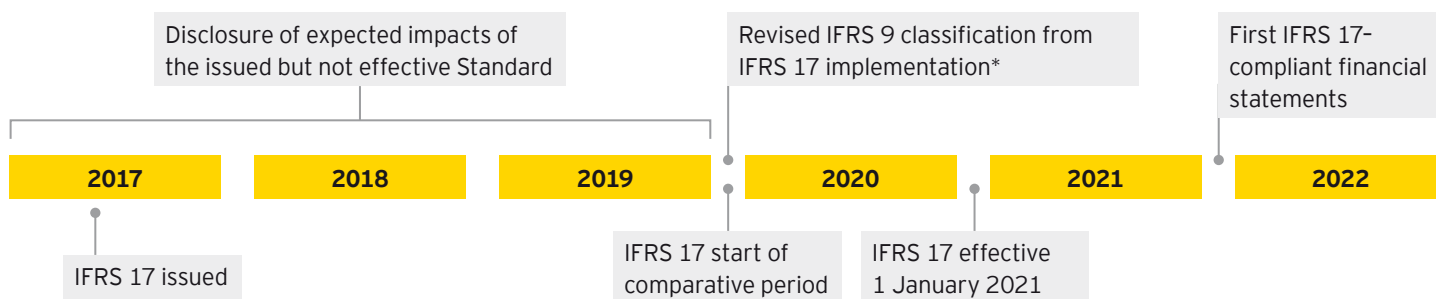 Disclosure of expected impacts of
the issued but not effective Standard
Revised IFRS 9 classification from
IFRS 17 implementation*
First IFRS 17–
compliant financial
statements
2017
2018
2019
2020
2021
2022
IFRS 17 issued
IFRS 17 start of
comparative period
IFRS 17 effective
1 January 2021